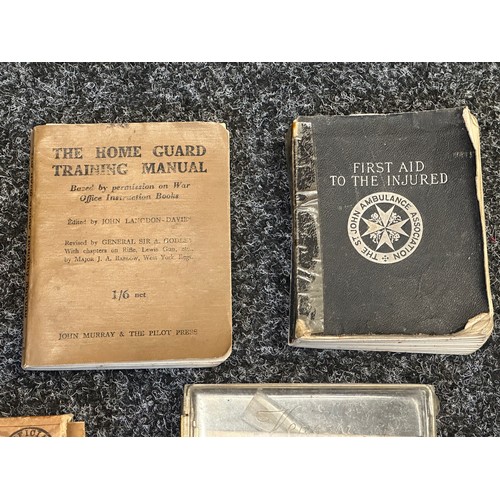 THE HOME GUARD
TRAINING MANUAL
Based by permission on War
Office Instruction Books
Edited by JOHN LANGDON-DAVIES
Revised by GENERAL SIR A. GODLEY
With chapters on Rifle, Lewis Gun, etc.,
by Major J. A. Barlow, West York Regt.
1/6 net
JOHN MURRAY & THE PILOT PRESS
FIRST AID
TO THE INJURED
THE ST. JOHN AMBULANCE ASSOCIATION